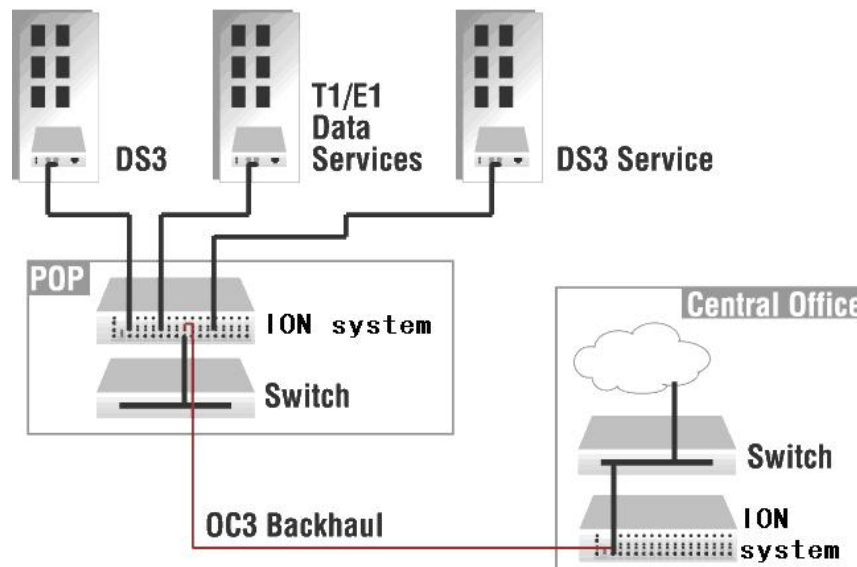 DS3
T1/E1
Data
Services
DS3 Service
POP
ION system
Switch
Central Office
Switch
OC3 Backhaul
ION
system